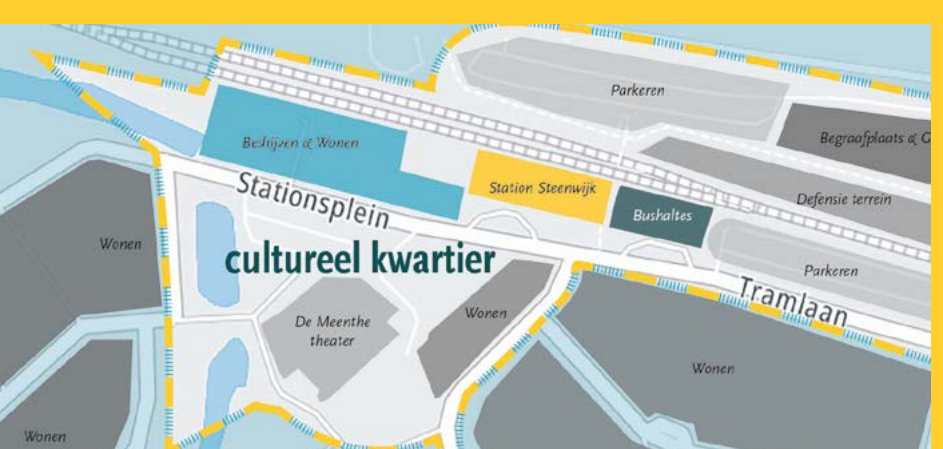 Parkeren
Begraafplaats & G
Bedrijven & Wonen
Station Steenwijk
Defensie terrein
Stationsplein
Bushaltes
Wonen
cultureel kwartier
Parkeren
Tramlaan
De Meenthe
theater
Wonen
Wonen
Wonen